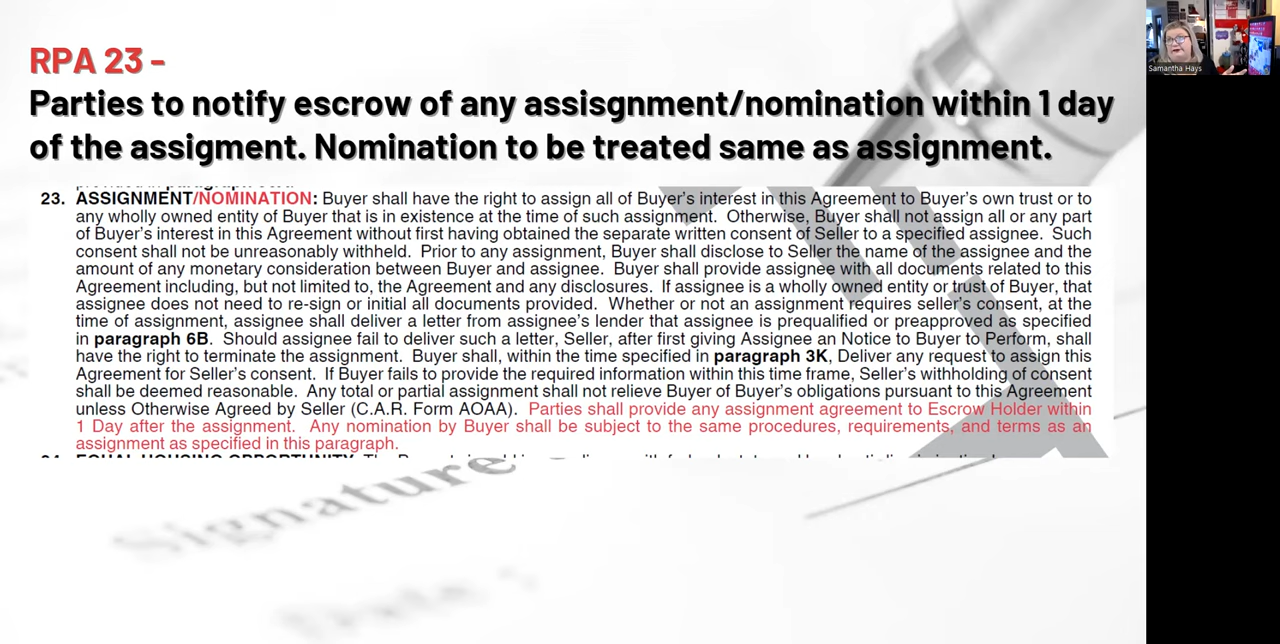 RPA 23 -
Parties to notify escrow of any assisgnment/nomination within 1 day
of the assigment. Nomination to be treated same as assignment.
23. ASSIGNMENT/NOMINATION: Buyer shall have the right to assign all of Buyer's interest in this Agreement to Buyer's own trust or to
any wholly owned entity of Buyer that is in existence at the time of such assignment. Otherwise, Buyer shall not assign all or any part
of Buyer's interest in this Agreement without first having obtained the separate written consent of Seller to a specified assignee. Such
consent shall not be unreasonably withheld. Prior to any assignment, Buyer shall disclose to Seller the name of the assignee and the
amount of any monetary consideration between Buyer and assignee. Buyer shall provide assignee with all documents related to this
Agreement including, but not limited to, the Agreement and any disclosures. If assignee is a wholly owned entity or trust of Buyer, that
assignee does not need to re-sign or initial all documents provided. Whether or not an assignment requires seller's consent, at the
time of assignment, assignee shall deliver a letter from assignee's lender that assignee is prequalified or preapproved as specified
in paragraph 6B. Should assignee fail to deliver such a letter, Seller, after first giving Assignee an Notice to Buyer to Perform, shall
have the right to terminate the assignment. Buyer shall, within the time specified in paragraph 3K, Deliver any request to assign this
Agreement for Seller's consent. If Buyer fails to provide the required information within this time frame, Seller's withholding of consent
shall be deemed reasonable. Any total or partial assignment shall not relieve Buyer of Buyer's obligations pursuant to this Agreement
unless Otherwise Agreed by Seller (C.A.R. Form AOAA). Parties shall provide any assignment agreement to Escrow Holder within
1 Day after the assignment. Any nomination by Buyer shall be subject to the same procedures, requirements, and terms as an
assignment as specified in this paragraph.
Signature
Samantha Hays